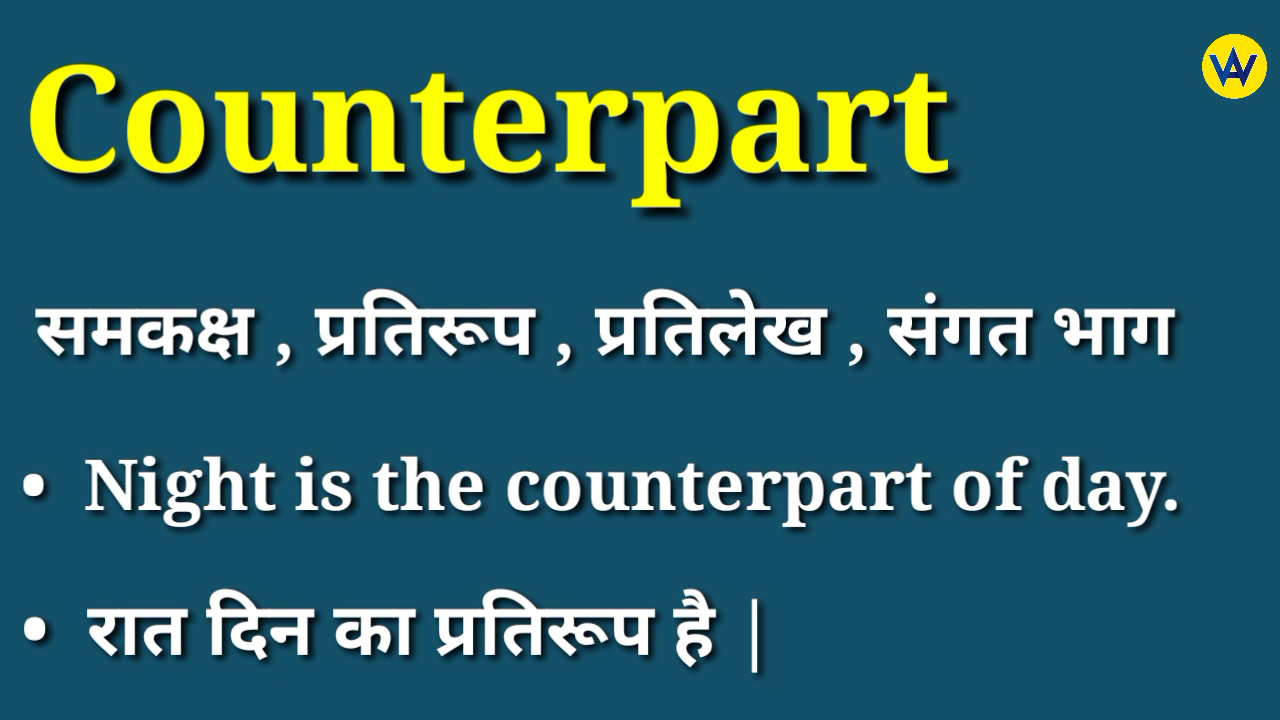 Counterpart
समकक्ष , प्रतिरूप , प्रतिलेख , संगत भाग
• Night is the counterpart of day.
• रात दिन का प्रतिरूप है |